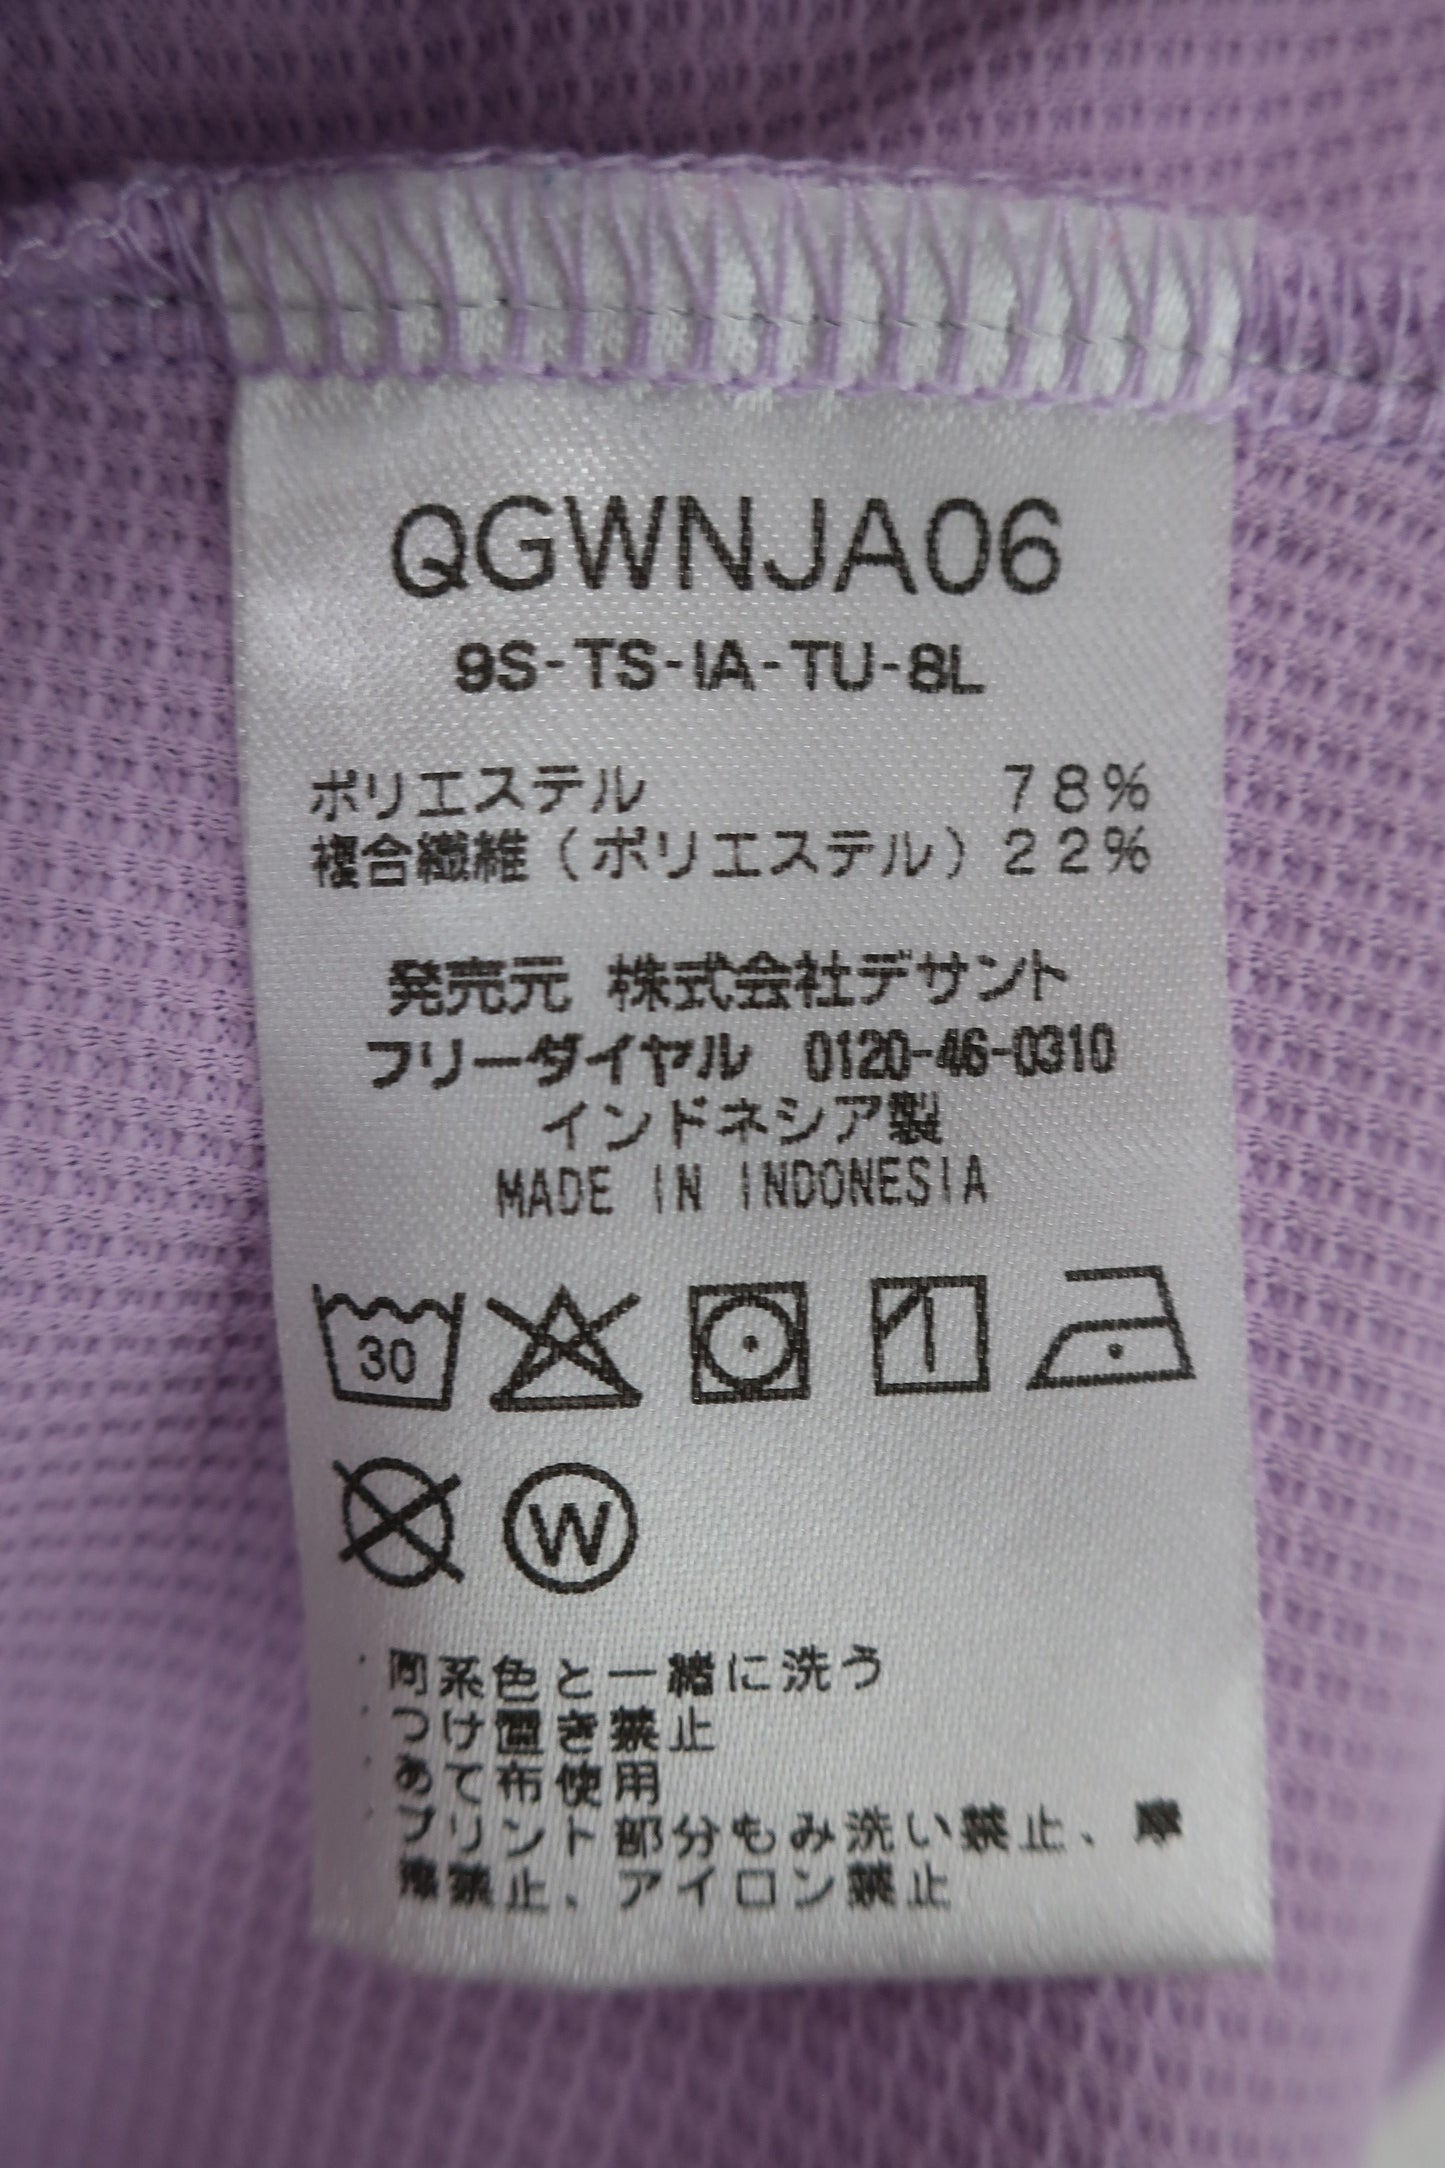 QGWNJA06
9S-TS-IA-TU-8L
ポリエステル 78%
複合繊維(ポリエステル) 22%
発売元 株式会社デサント
フリーダイヤル 0120-46-0310
インドネシア製
MADE IN INDONESIA
30
W
・同系色と一緒に洗う
・つけ置き禁止
・あて布使用
・プリント部分もみ洗い禁止、摩
擦禁止、アイロン禁止